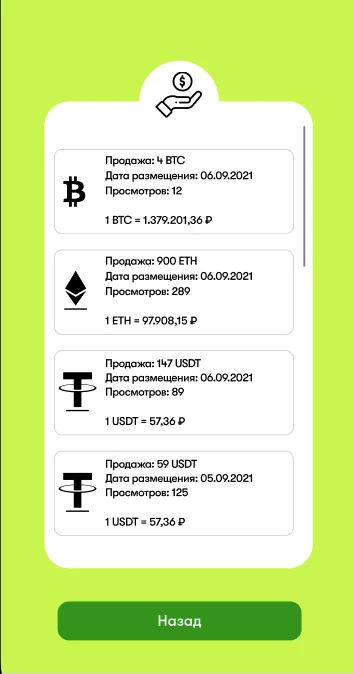 $
Продажа: 4 BTC
Дата размещения: 06.09.2021
Просмотров: 12
1 BTC = 1.379.201,36 ₽
Продажа: 900 ETH
Дата размещения: 06.09.2021
Просмотров: 289
1 ETH = 97.908,15 ₽
Продажа: 147 USDT
Дата размещения: 06.09.2021
Просмотров: 89
1 USDT = 57,36 ₽
Продажа: 59 USDT
Дата размещения: 05.09.2021
Просмотров: 125
1 USDT = 57,36 ₽
Назад